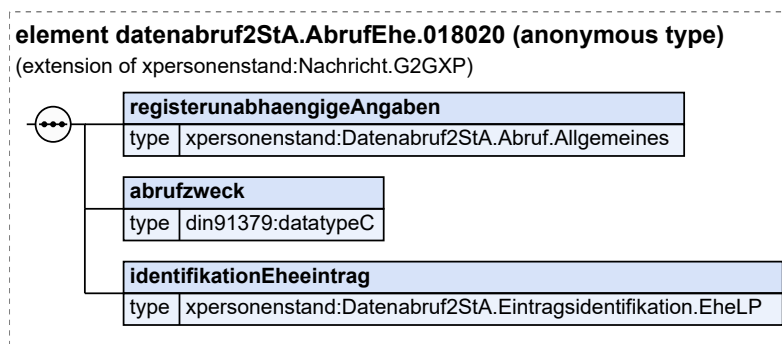 element datenabruf2StA.AbrufEhe.018020 (anonymous type)
(extension of xpersonenstand:Nachricht.G2GXP)
registerunabhaengigeAngaben
type xpersonenstand:Datenabruf2StA.Abruf.Allgemeines
abrufzweck
type din91379:datatypeC
identifikationEheeintrag
type xpersonenstand:Datenabruf2StA.Eintragsidentifikation.EheLP